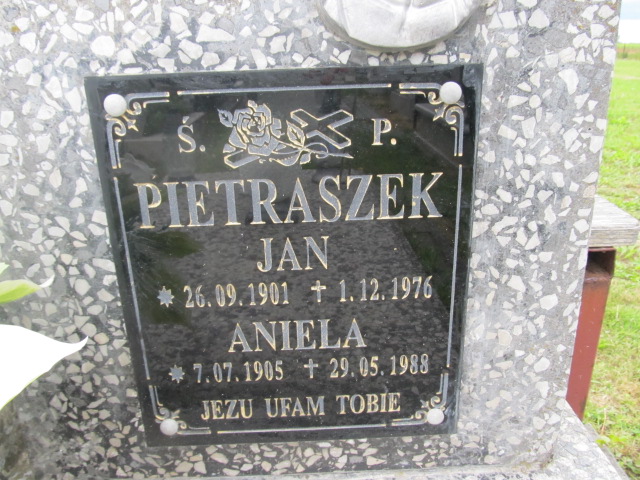 Ś. P.
PIETRASZEK
JAN
* 26.09.1901 † 1.12.1976
ANIELA
* 7.07.1905 † 29.05.1988
JEZU UFAM TOBIE